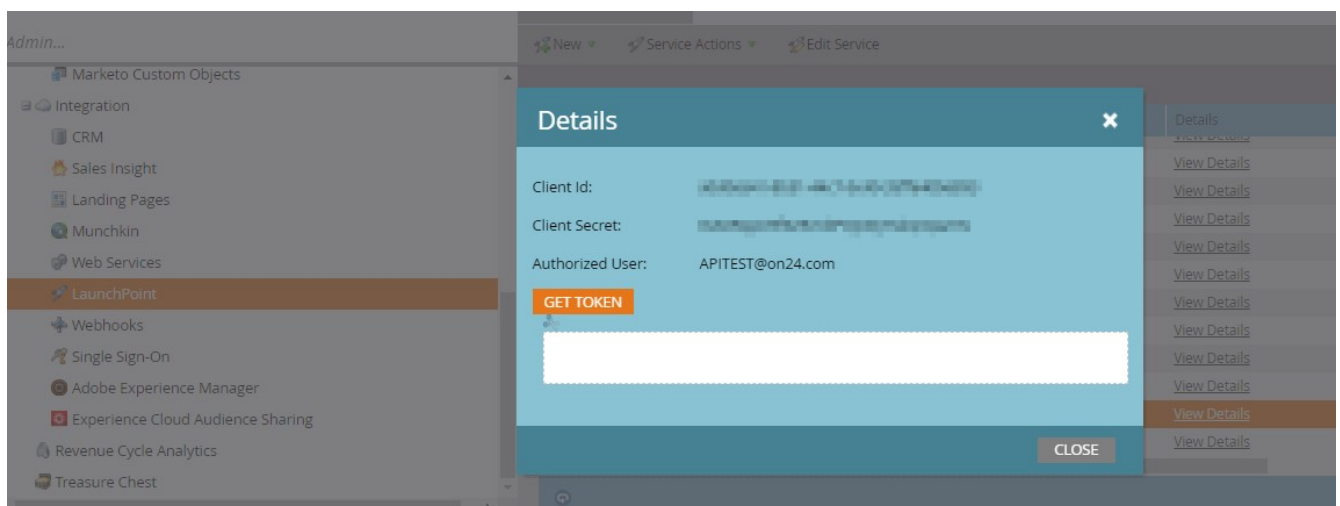 Admin...
New
Service Actions
Edit Service
Marketo Custom Objects
Integration
CRM
Sales Insight
Landing Pages
Munchkin
Web Services
LaunchPoint
Webhooks
Single Sign-On
Adobe Experience Manager
Experience Cloud Audience Sharing
Revenue Cycle Analytics
Treasure Chest
Details
Client Id:
Client Secret:
Authorized User: APITEST@on24.com
GET TOKEN
CLOSE
Details
View Details
View Details
View Details
View Details
View Details
View Details
View Details
View Details
View Details
View Details
View Details
View Details